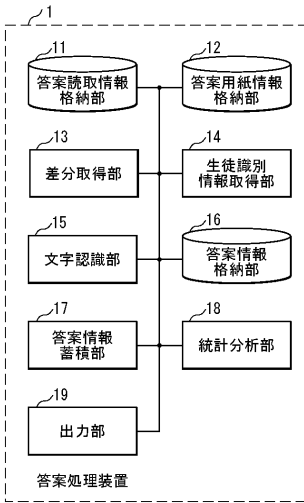 1
11
答案読取情報
格納部
12
答案用紙情報
格納部
13
差分取得部
14
生徒識別
情報取得部
15
文字認識部
16
答案情報
格納部
17
答案情報
蓄積部
18
統計分析部
19
出力部
答案処理装置